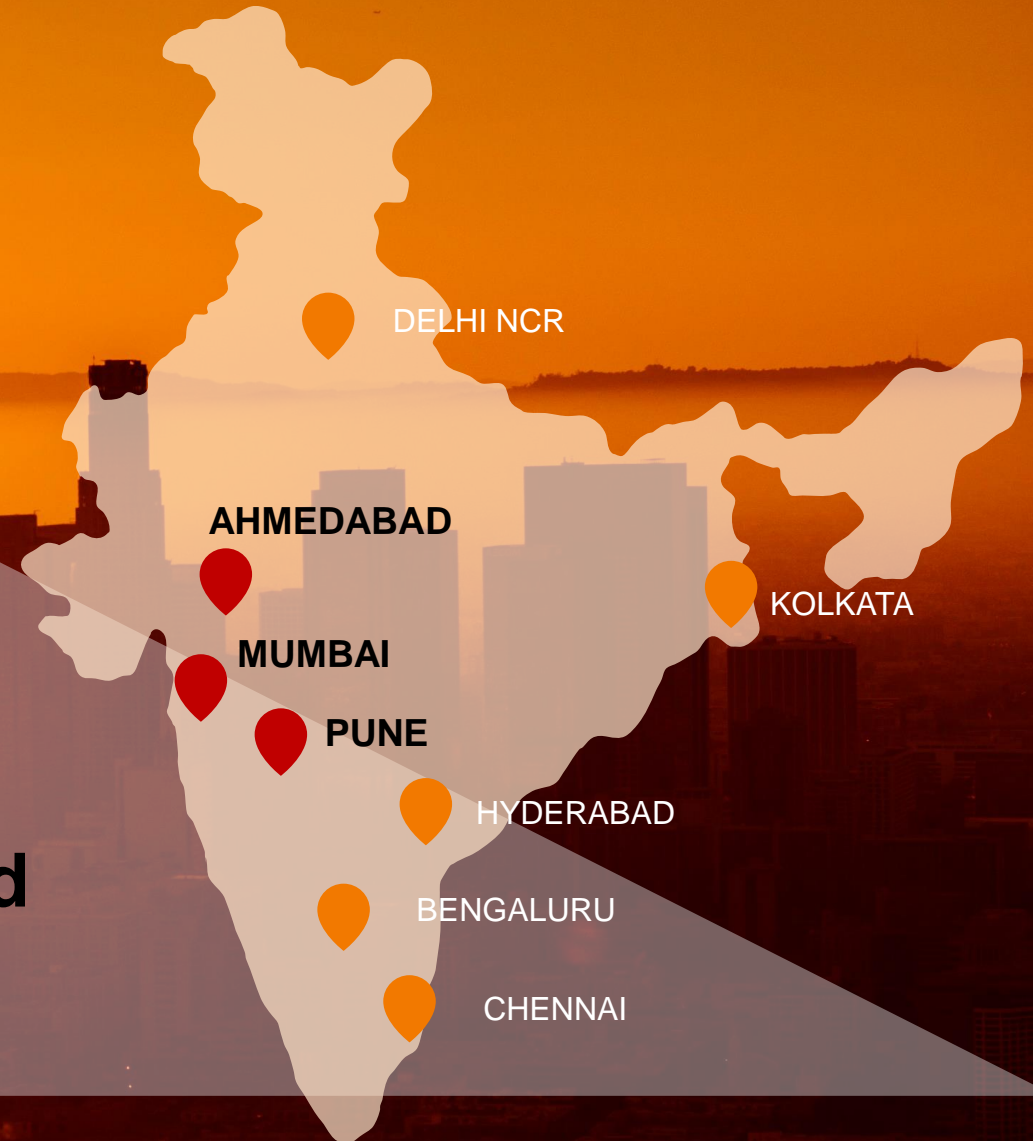 DELHI NCR
AHMEDABAD
KOLKATA
MUMBAI
PUNE
HYDERABAD
d
BENGALURU
CHENNAI